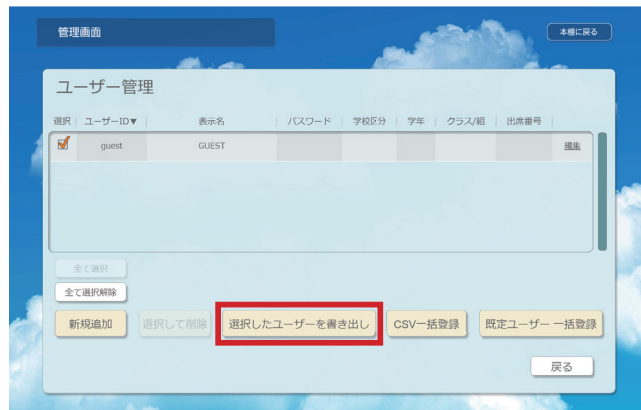 管理画面
本棚に戻る
ユーザー管理
選択 ユーザーID▼ 表示名 パスワード 学校区分 学年 クラス/組 出席番号
guest GUEST 編集
全て選択
全て選択解除
新規追加 選択して削除 選択したユーザーを書き出し CSV一括登録 既定ユーザー 一括登録
戻る